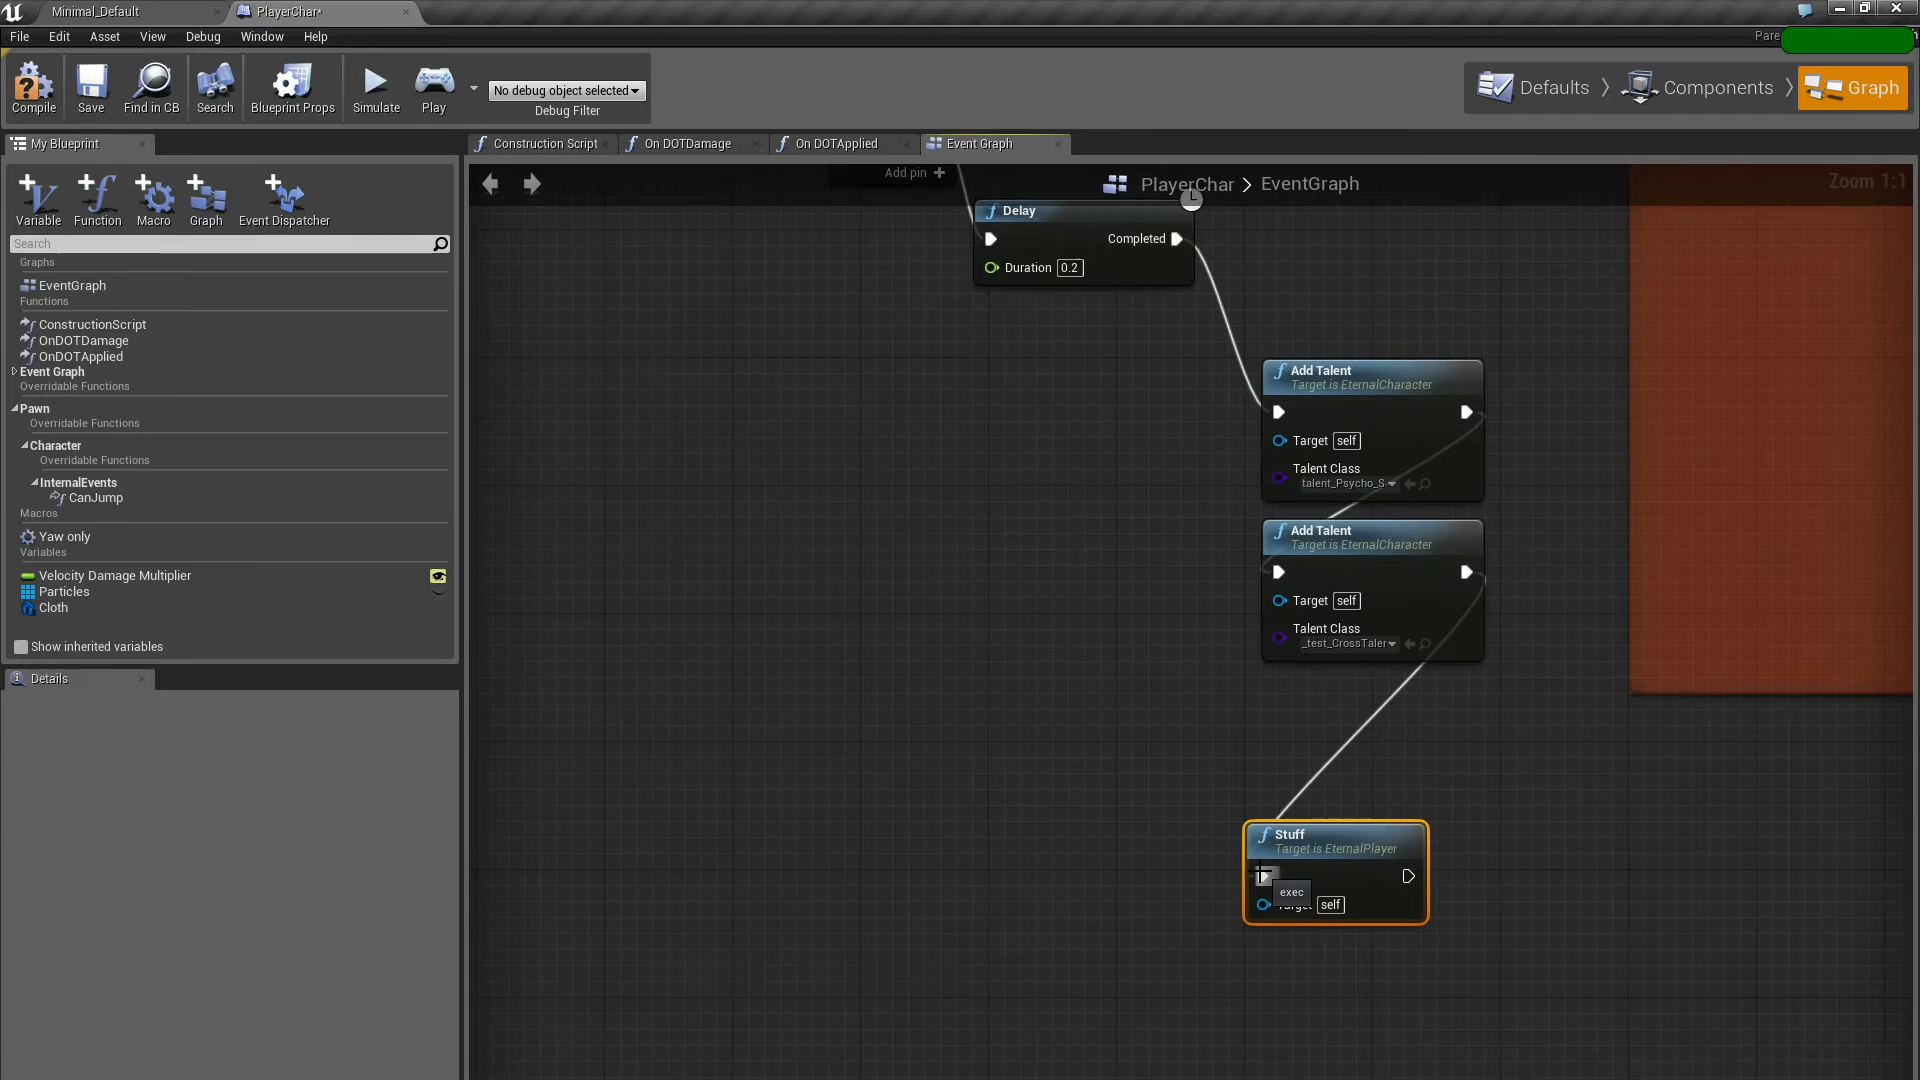 Minimal_Default
PlayerChar*
File Edit Asset View Debug Window Help
Pare
Compile
Save
Find in CB
Search
Blueprint Props
Simulate
Play
No debug object selected
Debug Filter
Defaults
Components
Graph
My Blueprint
Construction Script
On DOTDamage
On DOTApplied
Event Graph
Variable
Function
Macro
Graph
Event Dispatcher
Search
Graphs
EventGraph
Functions
ConstructionScript
OnDOTDamage
OnDOTApplied
Event Graph
Overridable Functions
Pawn
Overridable Functions
Character
Overridable Functions
InternalEvents
CanJump
Macros
Yaw only
Variables
Velocity Damage Multiplier
Particles
Cloth
Show inherited variables
Details
Add pin
PlayerChar > EventGraph
Zoom 1:1
Delay
Completed
Duration 0.2
Add Talent
Target is EternalCharacter
Target self
Talent Class
talent_Psycho_S
Add Talent
Target is EternalCharacter
Target self
Talent Class
_test_CrossTaler
Stuff
Target is EternalPlayer
exec
Target self